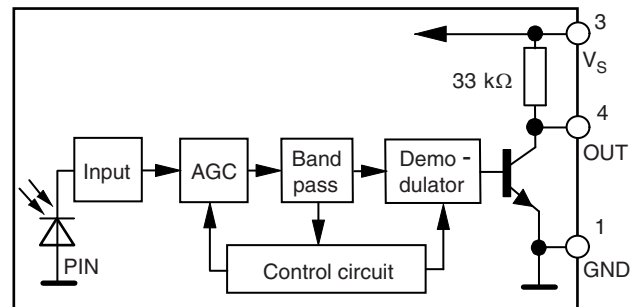 3
V_S
33 kΩ
4
OUT
Input
AGC
Band
pass
Demo -
dulator
1
GND
PIN
Control circuit